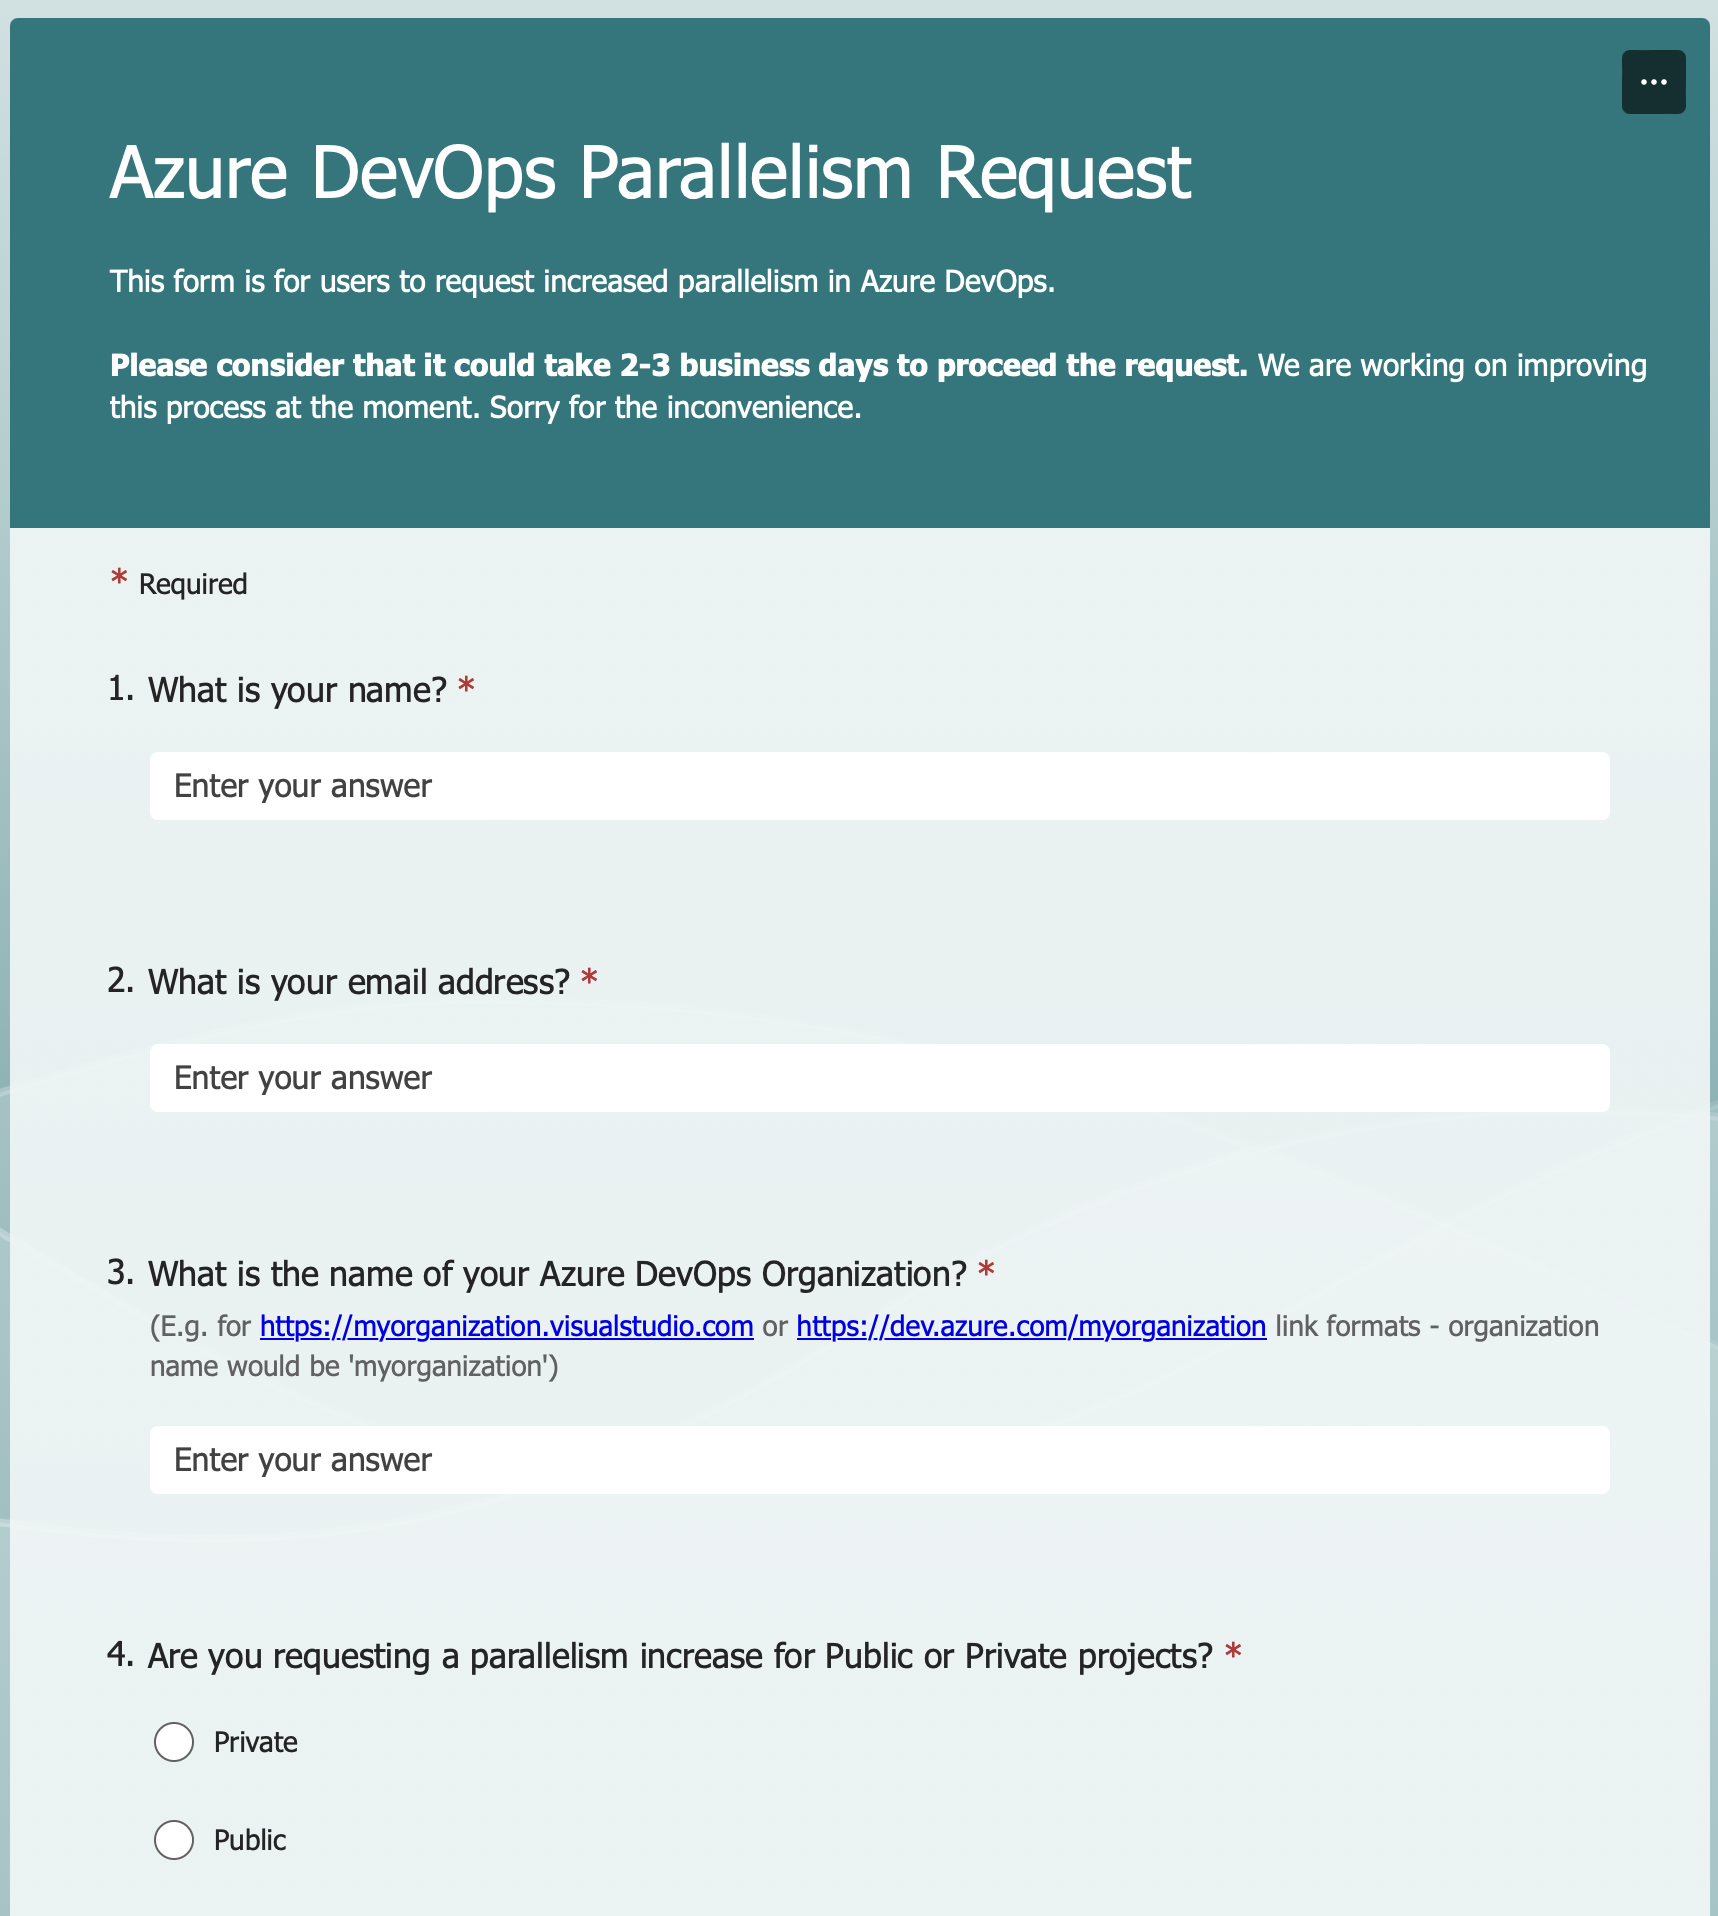 Azure DevOps Parallelism Request
This form is for users to request increased parallelism in Azure DevOps.
Please consider that it could take 2-3 business days to proceed the request. We are working on improving
this process at the moment. Sorry for the inconvenience.
* Required
1. What is your name? *
Enter your answer
2. What is your email address? *
Enter your answer
3. What is the name of your Azure DevOps Organization? *
(E.g. for https://myorganization.visualstudio.com or https://dev.azure.com/myorganization link formats - organization
name would be 'myorganization')
Enter your answer
4. Are you requesting a parallelism increase for Public or Private projects? *
Private
Public